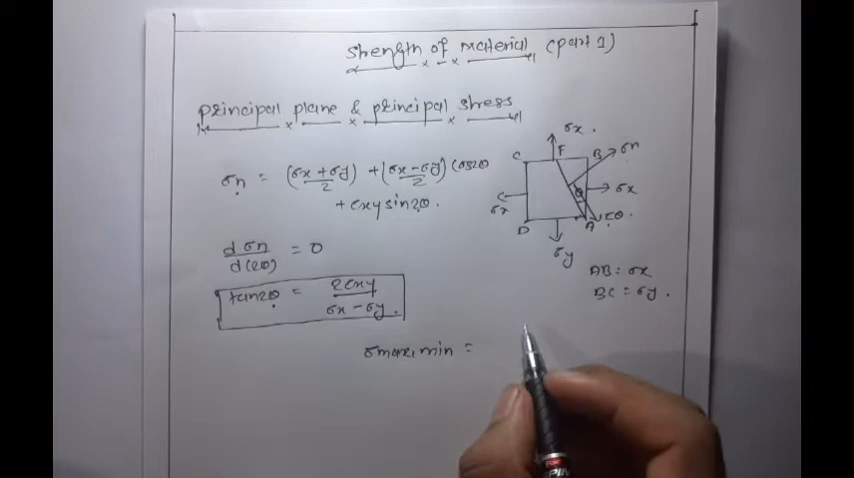 Strength of material (part 1)
principal plane & principal stress
σn = (σx + σy / 2) + (σx - σy / 2) cos2θ
+ τxy sin2θ.
dσn / d(2θ) = 0
tan2θ = 2τxy / σx - σy.
σmax, min =
σx.
C F B σn
σx
σx
θ
τθ.
D A
σy
AB = σx
BC = σy.